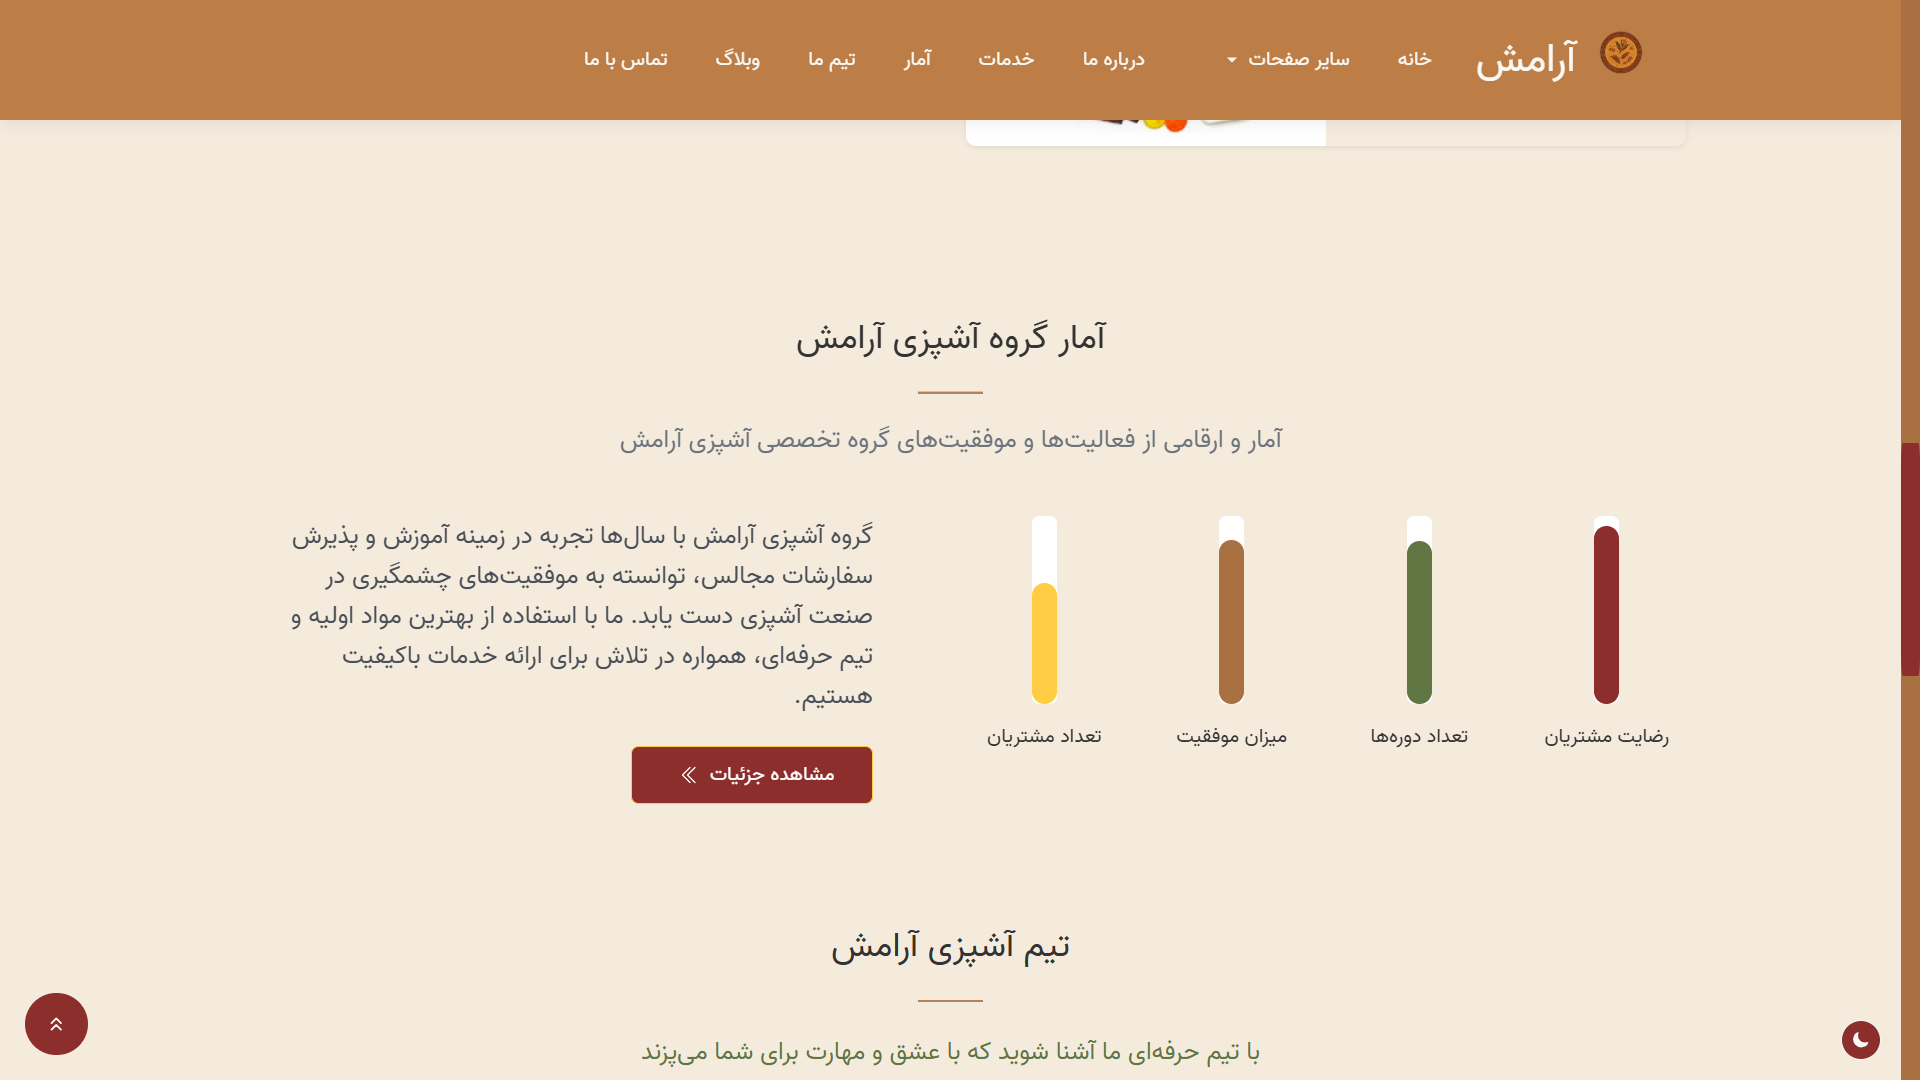 آرامش
خانه
سایر صفحات
درباره ما
خدمات
آمار
تیم ما
وبلاگ
تماس با ما
آمار گروه آشپزی آرامش
آمار و ارقامی از فعالیت‌ها و موفقیت‌های گروه تخصصی آشپزی آرامش
رضایت مشتریان
تعداد دوره‌ها
میزان موفقیت
تعداد مشتریان
گروه آشپزی آرامش با سال‌ها تجربه در زمینه آموزش و پذیرش
سفارشات مجالس، توانسته به موفقیت‌های چشمگیری در
صنعت آشپزی دست یابد. ما با استفاده از بهترین مواد اولیه و
تیم حرفه‌ای، همواره در تلاش برای ارائه خدمات باکیفیت
هستیم.
مشاهده جزئیات
تیم آشپزی آرامش
با تیم حرفه‌ای ما آشنا شوید که با عشق و مهارت برای شما می‌پزند